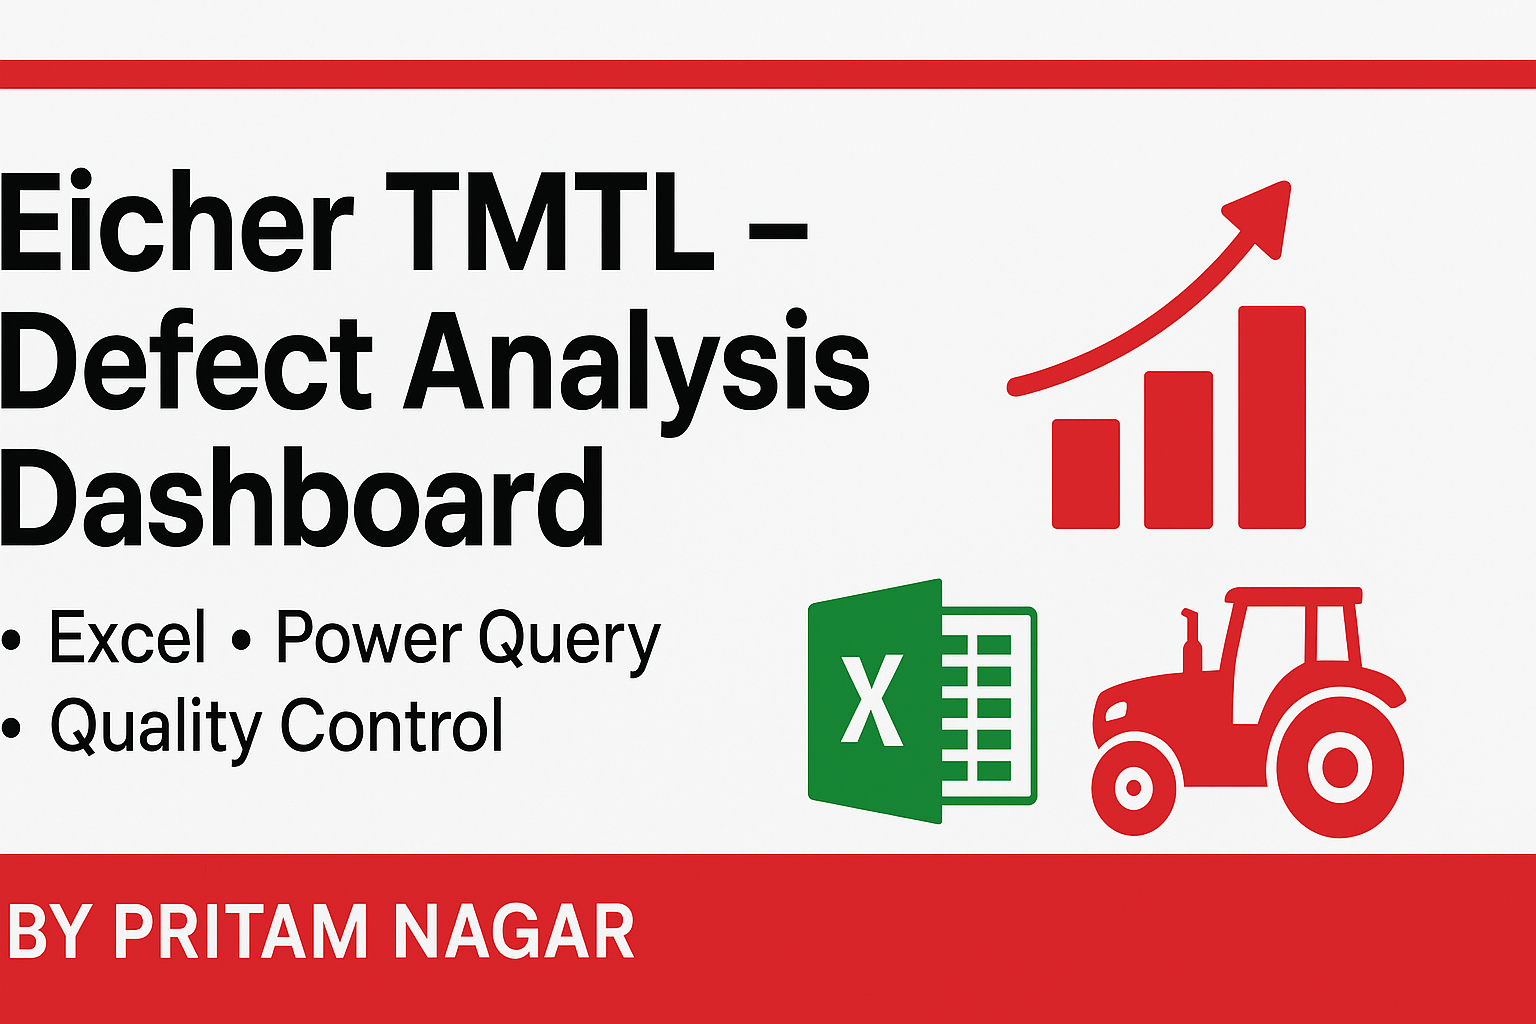 Eicher TMTL –
Defect Analysis
Dashboard
• Excel • Power Query
• Quality Control
X
BY PRITAM NAGAR